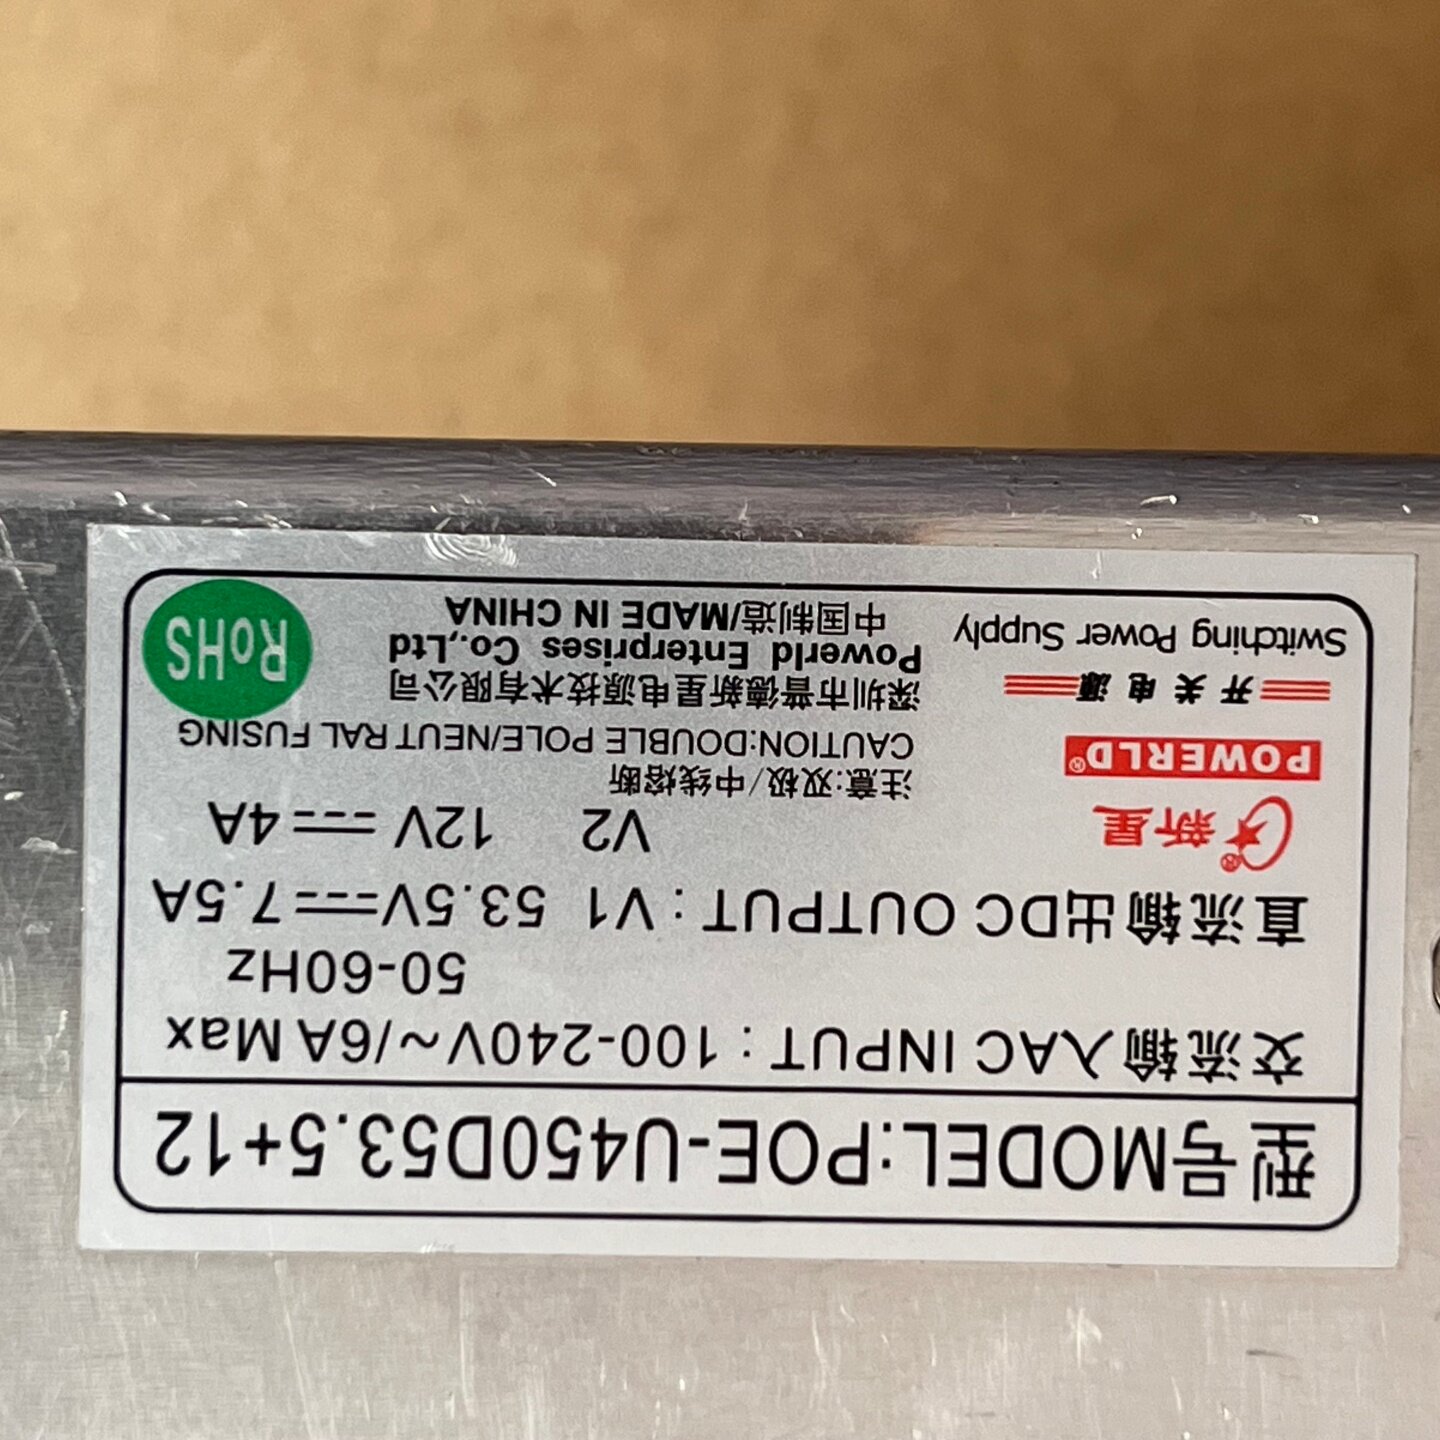 型号MODEL:POE-U450D53.5+12
交流输入AC INPUT：100-240V~/6A Max
50-60Hz
直流输出DC OUTPUT：V1 53.5V⎓7.5A
V2 12V⎓4A
新星®
POWERLD®
开关电源
Switching Power Supply
注意:双极/中线熔断
CAUTION:DOUBLE POLE/NEUTRAL FUSING
深圳市普德新星电源技术有限公司
Powerld Enterprises Co.,Ltd
中国制造/MADE IN CHINA
RoHS